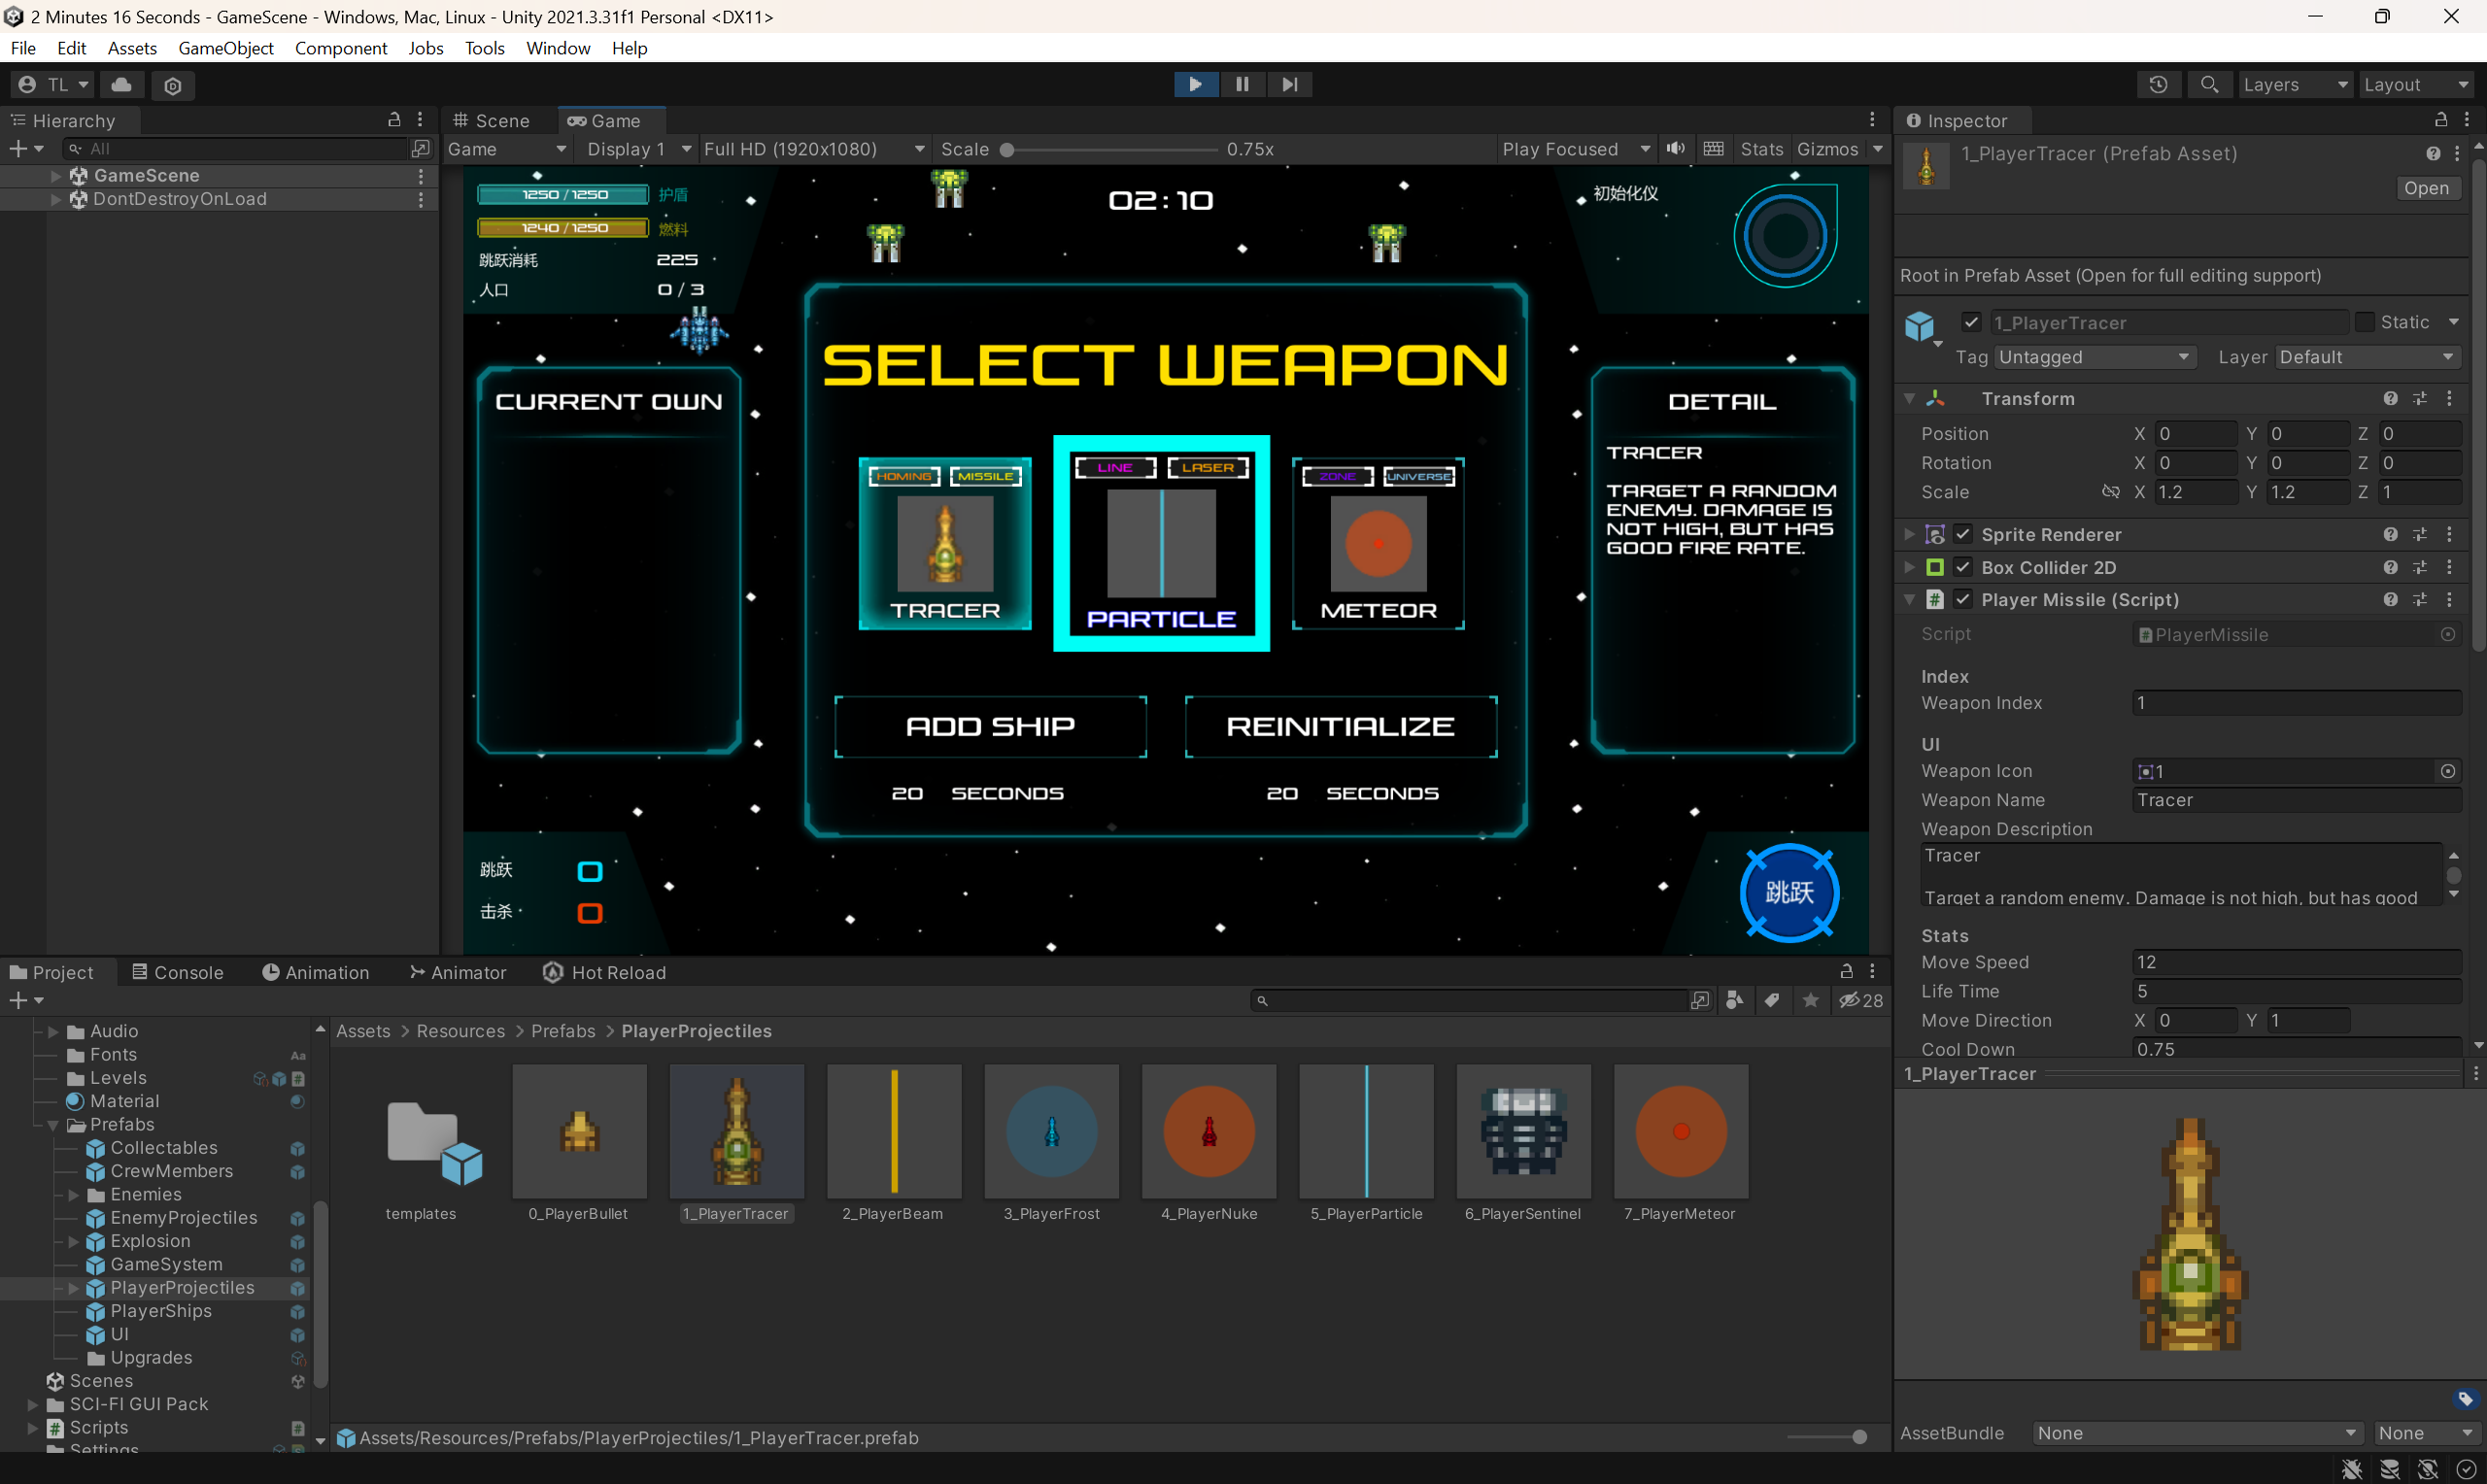 2 Minutes 16 Seconds - GameScene - Windows, Mac, Linux - Unity 2021.3.31f1 Personal <DX11>
File Edit Assets GameObject Component Jobs Tools Window Help
TL Layers Layout
Hierarchy
All
GameScene
DontDestroyOnLoad
Scene Game
Game Display 1 Full HD (1920x1080) Scale 0.75x Play Focused Stats Gizmos
1250 / 1250 护盾
1240 / 1250 燃料
跳跃消耗 225
人口 0 / 3
02:10
初始化仪
CURRENT OWN
SELECT WEAPON
HOMING MISSILE
TRACER
LINE LASER
PARTICLE
ZONE UNIVERSE
METEOR
ADD SHIP
REINITIALIZE
20 SECONDS
20 SECONDS
DETAIL
TRACER
TARGET A RANDOM
ENEMY. DAMAGE IS
NOT HIGH, BUT HAS
GOOD FIRE RATE.
跳跃 0
击杀 0
跳跃
Inspector
1_PlayerTracer (Prefab Asset)
Open
Root in Prefab Asset (Open for full editing support)
1_PlayerTracer Static
Tag Untagged Layer Default
Transform
Position X 0 Y 0 Z 0
Rotation X 0 Y 0 Z 0
Scale X 1.2 Y 1.2 Z 1
Sprite Renderer
Box Collider 2D
# Player Missile (Script)
Script # PlayerMissile
Index
Weapon Index 1
UI
Weapon Icon 1
Weapon Name Tracer
Weapon Description
Tracer
Target a random enemy. Damage is not high, but has good
Stats
Move Speed 12
Life Time 5
Move Direction X 0 Y 1
Cool Down 0.75
1_PlayerTracer
AssetBundle None None
Project Console Animation Animator Hot Reload
28
Audio
Fonts Aa
Levels
Material
Prefabs
Collectables
CrewMembers
Enemies
EnemyProjectiles
Explosion
GameSystem
PlayerProjectiles
PlayerShips
UI
Upgrades
Scenes
SCI-FI GUI Pack
Scripts
Settings
Assets > Resources > Prefabs > PlayerProjectiles
templates 0_PlayerBullet 1_PlayerTracer 2_PlayerBeam 3_PlayerFrost 4_PlayerNuke 5_PlayerParticle 6_PlayerSentinel 7_PlayerMeteor
Assets/Resources/Prefabs/PlayerProjectiles/1_PlayerTracer.prefab